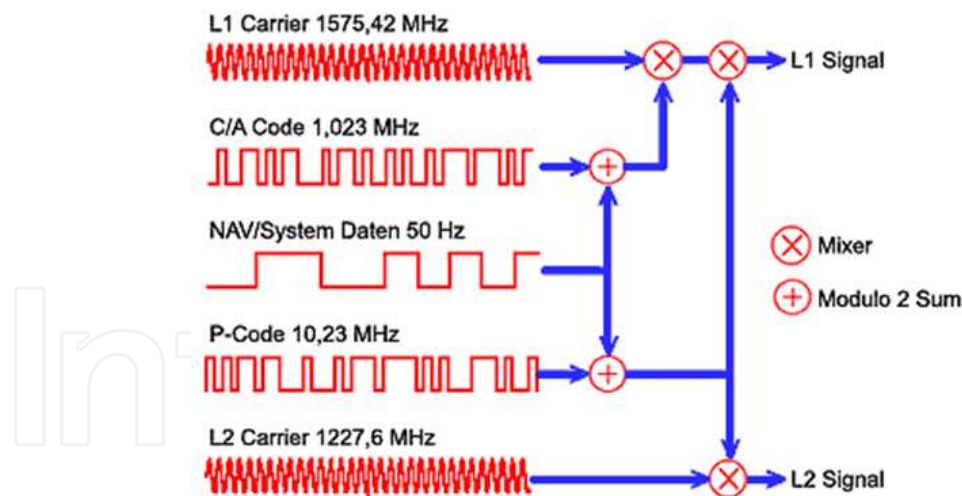 L1 Carrier 1575,42 MHz
L1 Signal
C/A Code 1,023 MHz
NAV/System Daten 50 Hz
Mixer
Modulo 2 Sum
P-Code 10,23 MHz
L2 Carrier 1227,6 MHz
L2 Signal